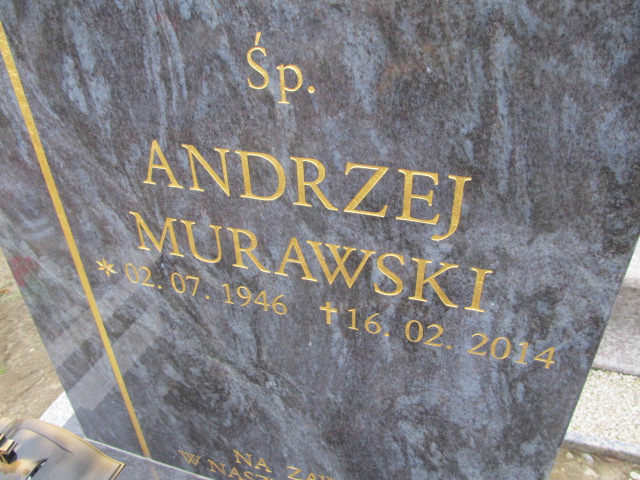 Śp.
ANDRZEJ
MURAWSKI
* 02. 07. 1946 ✝ 16. 02. 2014
NA
W